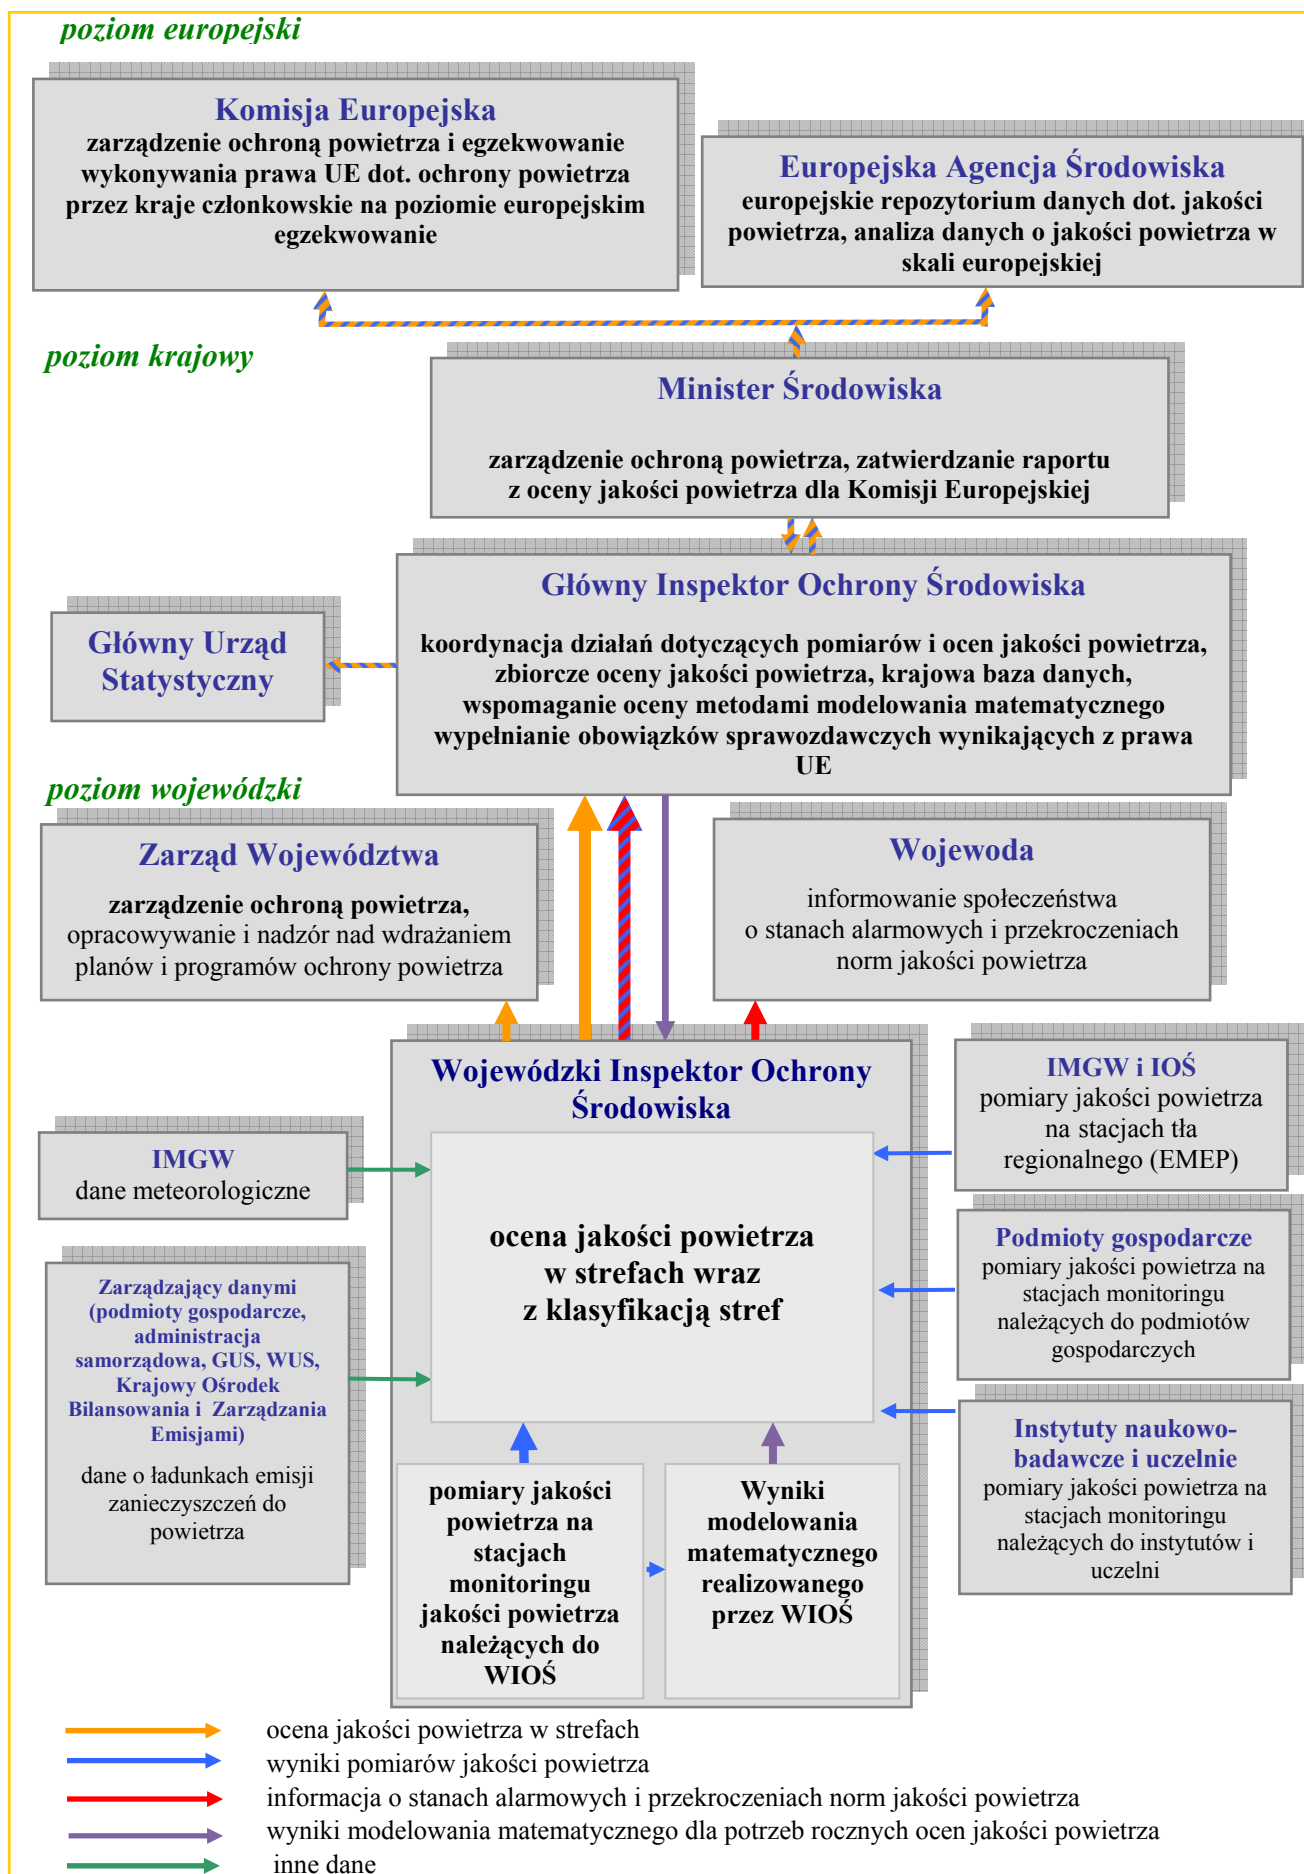 poziom europejski
Komisja Europejska
zarządzenie ochroną powietrza i egzekwowanie
wykonywania prawa UE dot. ochrony powietrza
przez kraje członkowskie na poziomie europejskim
egzekwowanie
Europejska Agencja Środowiska
europejskie repozytorium danych dot. jakości
powietrza, analiza danych o jakości powietrza w
skali europejskiej
poziom krajowy
Minister Środowiska
zarządzenie ochroną powietrza, zatwierdzanie raportu
z oceny jakości powietrza dla Komisji Europejskiej
Główny Inspektor Ochrony Środowiska
koordynacja działań dotyczących pomiarów i ocen jakości powietrza,
zbiorcze oceny jakości powietrza, krajowa baza danych,
wspomaganie oceny metodami modelowania matematycznego
wypełnianie obowiązków sprawozdawczych wynikających z prawa
UE
Główny Urząd
Statystyczny
poziom wojewódzki
Zarząd Województwa
zarządzenie ochroną powietrza,
opracowywanie i nadzór nad wdrażaniem
planów i programów ochrony powietrza
Wojewoda
informowanie społeczeństwa
o stanach alarmowych i przekroczeniach
norm jakości powietrza
Wojewódzki Inspektor Ochrony
Środowiska
IMGW
dane meteorologiczne
Zarządzający danymi
(podmioty gospodarcze,
administracja
samorządowa, GUS, WUS,
Krajowy Ośrodek
Bilansowania i Zarządzania
Emisjami)
dane o ładunkach emisji
zanieczyszczeń do
powietrza
ocena jakości powietrza
w strefach wraz
z klasyfikacją stref
pomiary jakości
powietrza na
stacjach
monitoringu
jakości powietrza
należących do
WIOŚ
Wyniki
modelowania
matematycznego
realizowanego
przez WIOŚ
IMGW i IOŚ
pomiary jakości powietrza
na stacjach tła
regionalnego (EMEP)
Podmioty gospodarcze
pomiary jakości powietrza na
stacjach monitoringu
należących do podmiotów
gospodarczych
Instytuty naukowo-
badawcze i uczelnie
pomiary jakości powietrza na
stacjach monitoringu
należących do instytutów i
uczelni
ocena jakości powietrza w strefach
wyniki pomiarów jakości powietrza
informacja o stanach alarmowych i przekroczeniach norm jakości powietrza
wyniki modelowania matematycznego dla potrzeb rocznych ocen jakości powietrza
inne dane